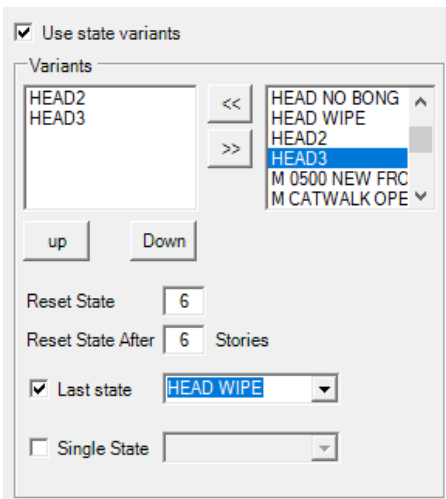 Use state variants
Variants
HEAD2
HEAD3
<<
>>
HEAD NO BONG
HEAD WIPE
HEAD2
HEAD3
M 0500 NEW FRO
M CATWALK OPE
up
Down
Reset State 6
Reset State After 6 Stories
Last state HEAD WIPE
Single State